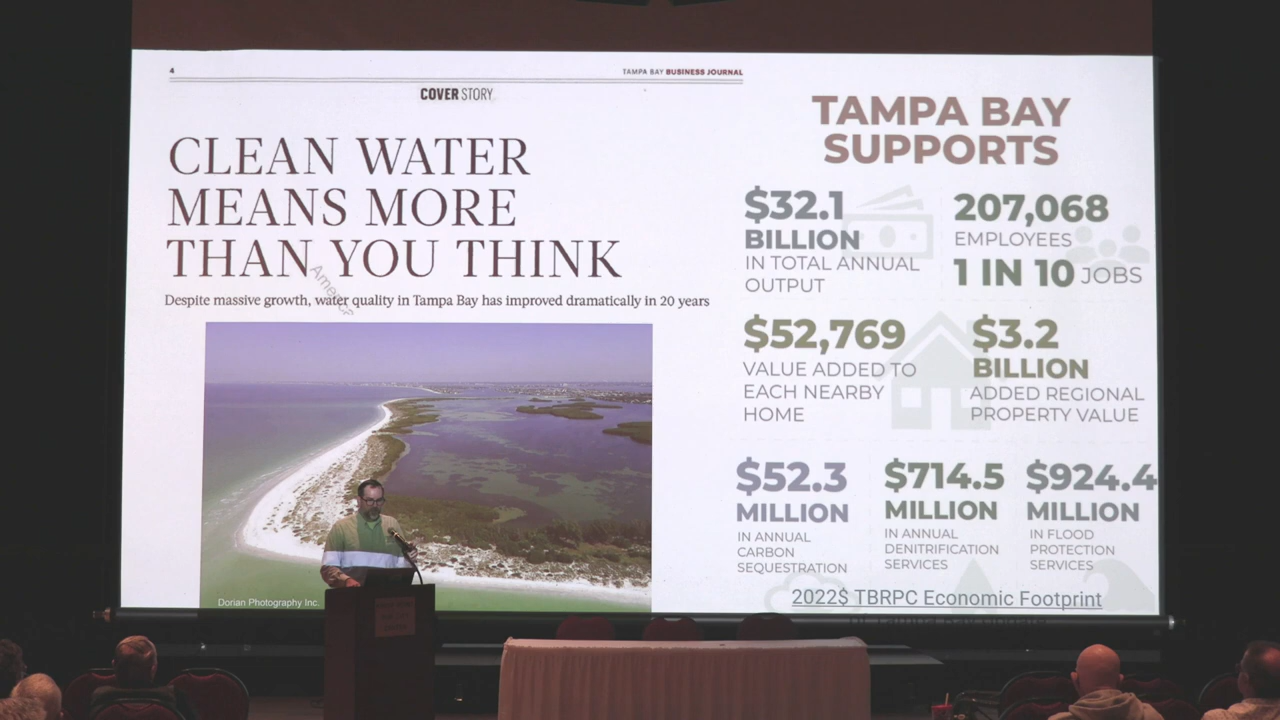 4
TAMPA BAY BUSINESS JOURNAL
COVER STORY
CLEAN WATER
MEANS MORE
THAN YOU THINK
Despite massive growth, water quality in Tampa Bay has improved dramatically in 20 years
Dorian Photography Inc.
TAMPA BAY
SUPPORTS
$32.1
BILLION
IN TOTAL ANNUAL
OUTPUT
207,068
EMPLOYEES
1 IN 10 JOBS
$52,769
VALUE ADDED TO
EACH NEARBY
HOME
$3.2
BILLION
ADDED REGIONAL
PROPERTY VALUE
$52.3
MILLION
IN ANNUAL
CARBON
SEQUESTRATION
$714.5
MILLION
IN ANNUAL
DENITRIFICATION
SERVICES
$924.4
MILLION
IN FLOOD
PROTECTION
SERVICES
2022$ TBRPC Economic Footprint
of Tampa Bay Update